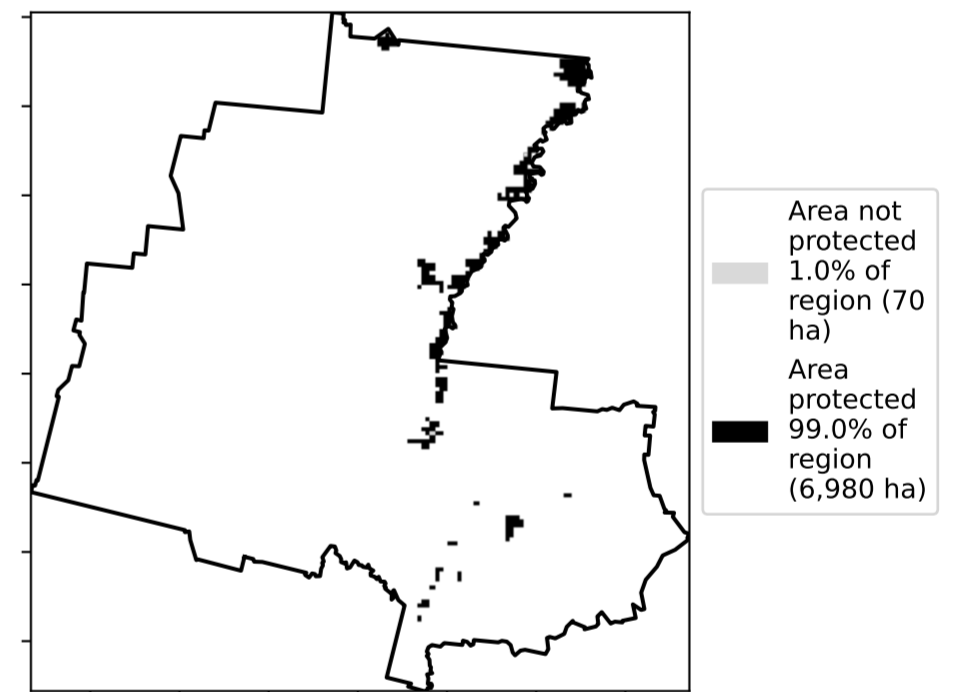 Area not
protected
1.0% of
region (70
ha)
Area
protected
99.0% of
region
(6,980 ha)